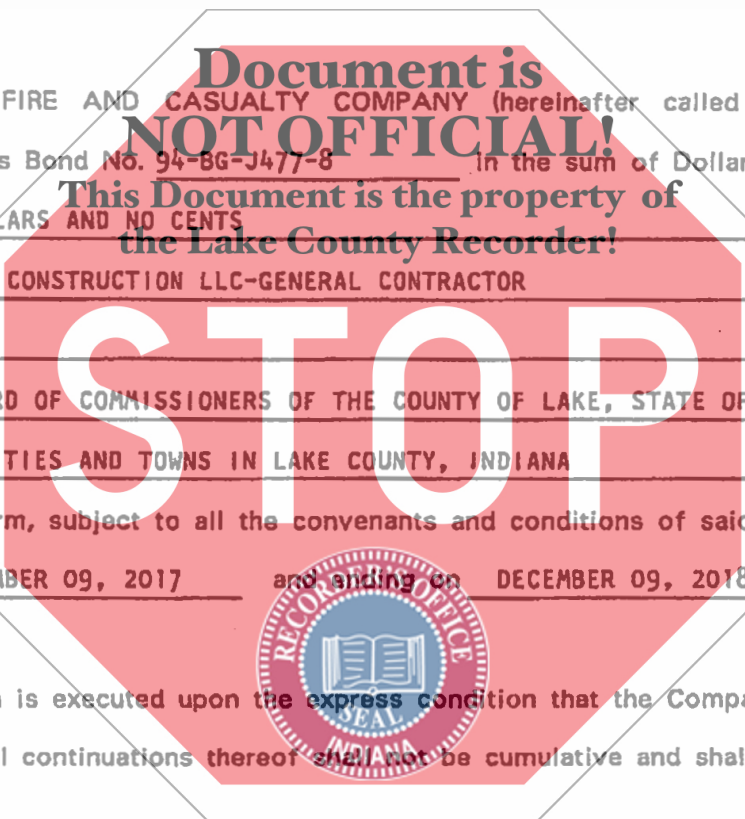 Document is
FIRE AND CASUALTY COMPANY (hereinafter called
NOT OFFICIAL!
s Bond No. 94-BG-J477-8 in the sum of Dollar
This Document is the property of
LARS AND NO CENTS
the Lake County Recorder!
CONSTRUCTION LLC-GENERAL CONTRACTOR
STOP
RD OF COMMISSIONERS OF THE COUNTY OF LAKE, STATE OF
TIES AND TOWNS IN LAKE COUNTY, INDIANA
rm, subject to all the convenants and conditions of said
MBER 09, 2017 and ending on DECEMBER 09, 2018
RECORDER'S OFFICE
is executed upon the express condition that the Compa
SEAL
INDIANA
l continuations thereof shall not be cumulative and shal